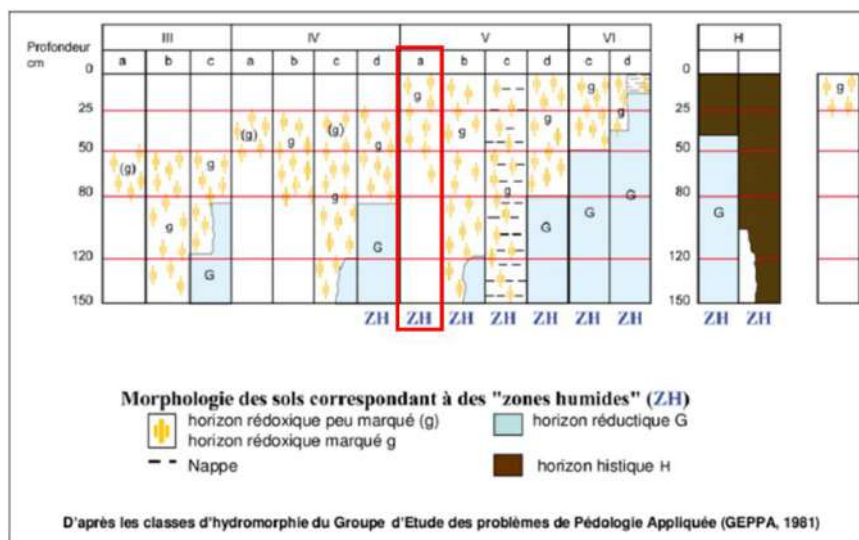 III IV V VI H
Profondeur
cm
a b c a b c d a b c d c d
0 0
g g g g
25 25
(g) (g) g g g g
50 50
(g) g g
80 80
g g g G G G
g G G
120 120
G
150 150
ZH ZH ZH ZH ZH ZH ZH ZH ZH
Morphologie des sols correspondant à des "zones humides" (ZH)
horizon rédoxique peu marqué (g) horizon réductique G
horizon rédoxique marqué g
Nappe horizon histique H
D'après les classes d'hydromorphie du Groupe d'Etude des problèmes de Pédologie Appliquée (GEPPA, 1981)